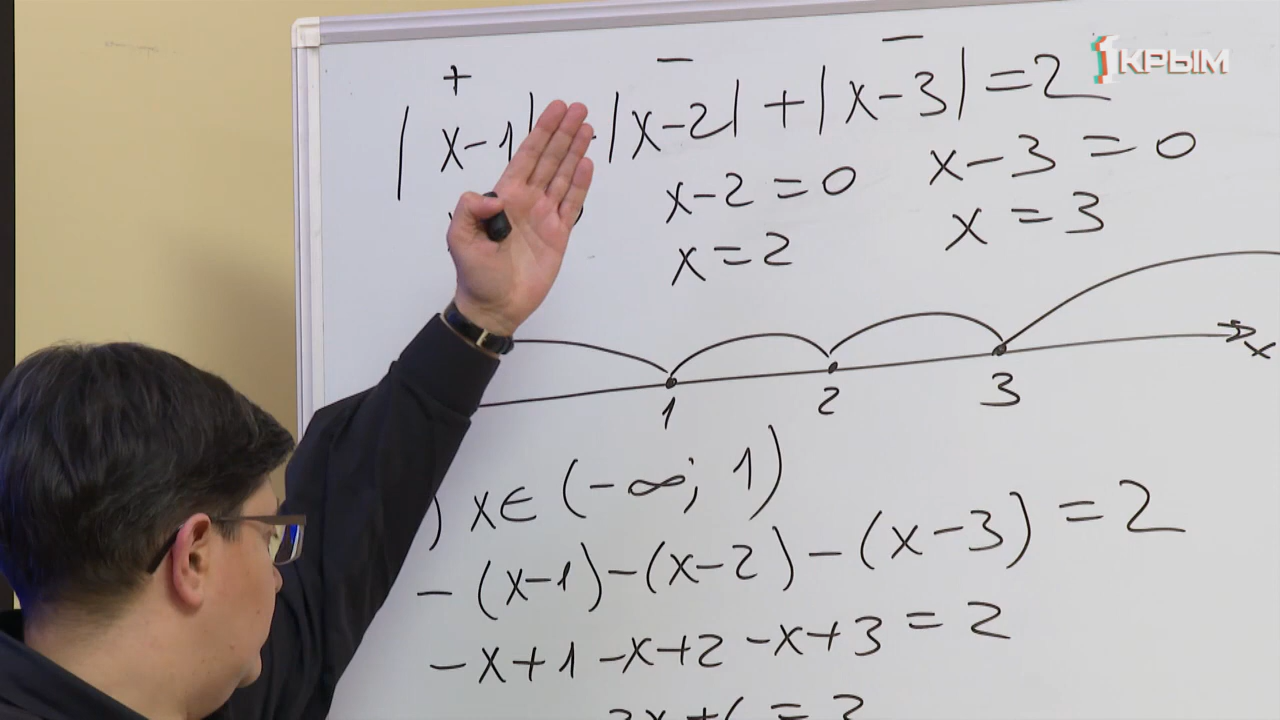 + − −
|x-1| |x-2| + |x-3| = 2
x-2=0 x-3=0
x=2 x=3
x
1 2 3
) x∈(-∞; 1)
-(x-1)-(x-2)-(x-3)=2
-x+1-x+2-x+3=2
1КРЫМ